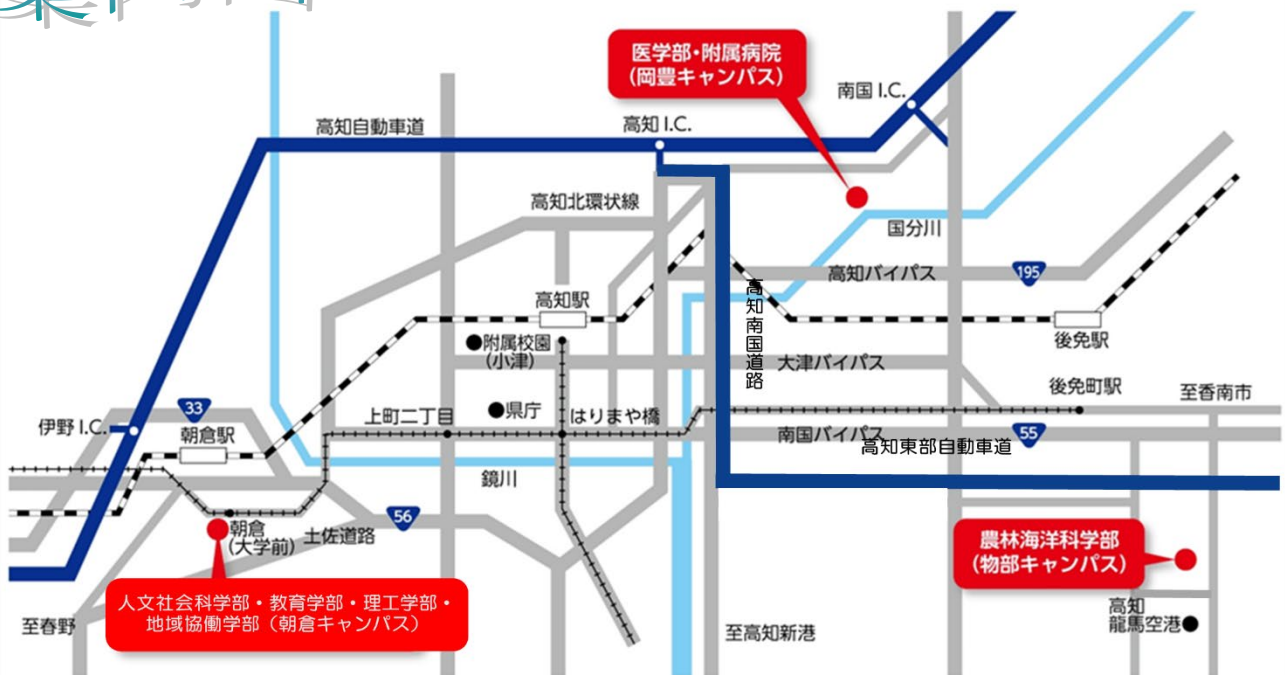 医学部・附属病院
（岡豊キャンパス）
南国 I.C.
高知自動車道
高知 I.C.
高知北環状線
国分川
高知バイパス
195
高知駅
高知南国道路
附属校園
（小津）
後免駅
大津バイパス
後免町駅
至香南市
33
県庁
上町二丁目
はりまや橋
伊野 I.C.
朝倉駅
南国バイパス
55
高知東部自動車道
鏡川
56
朝倉
（大学前）
土佐道路
農林海洋科学部
（物部キャンパス）
人文社会科学部・教育学部・理工学部・
地域協働学部（朝倉キャンパス）
至春野
至高知新港
高知
龍馬空港